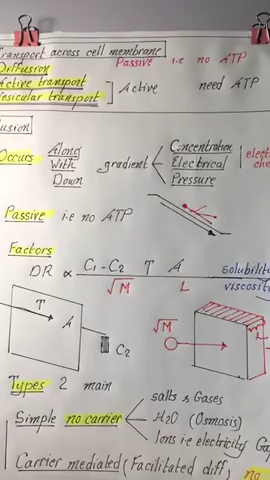 Transport across cell membrane
Diffusion Passive i.e no ATP
Active transport
Vesicular transport ] Active need ATP
Occurs Along With Down gradient Concentration Electrical Pressure
Passive i.e no ATP
Factors
DR ∝ C1-C2 T A solubility
√M L viscosity
T A C2
√M
L
Types 2 main
Simple no carrier
salts & Gases
H2O (Osmosis)
Ions i.e electricity
Carrier mediated (Facilitated diff) no